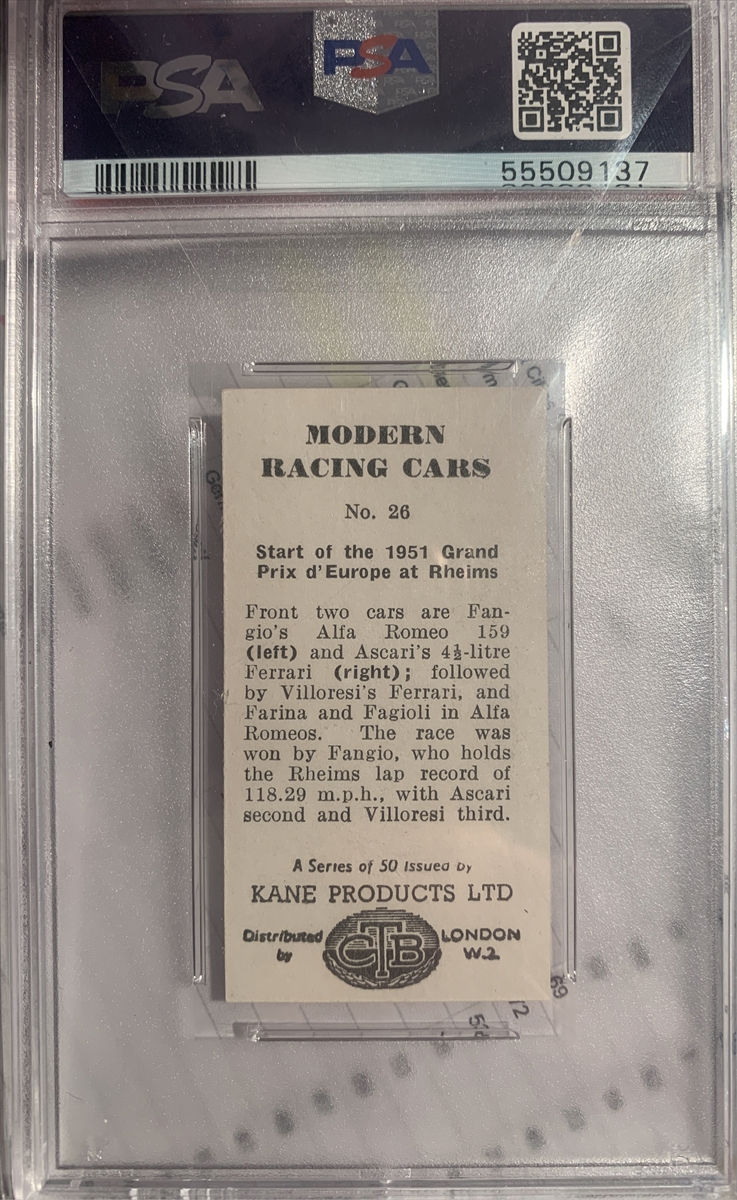 PSA PSA
55509137
MODERN
RACING CARS
No. 26
Start of the 1951 Grand
Prix d'Europe at Rheims
Front two cars are Fan-
gio's Alfa Romeo 159
(left) and Ascari's 4½-litre
Ferrari (right); followed
by Villoresi's Ferrari, and
Farina and Fagioli in Alfa
Romeos. The race was
won by Fangio, who holds
the Rheims lap record of
118.29 m.p.h., with Ascari
second and Villoresi third.
A Series of 50 Issued by
KANE PRODUCTS LTD
Distributed CTB LONDON
by W.2.